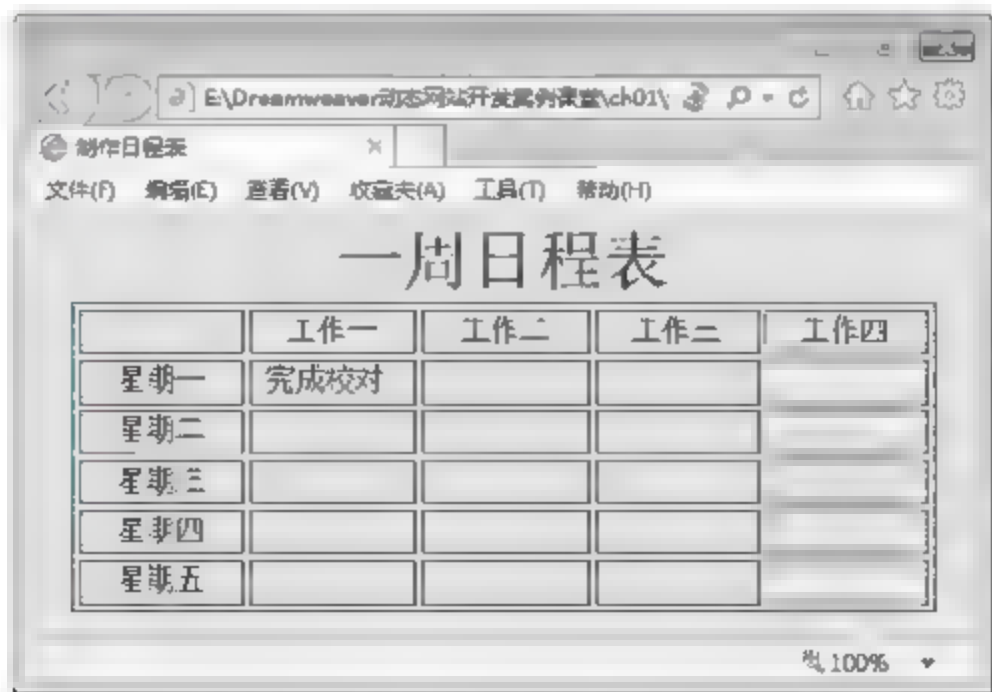 E:\Dreamweaver动态网站开发案例课堂\ch01\
制作日程表
文件(F) 编辑(E) 查看(V) 收藏夹(A) 工具(T) 帮助(H)
一周日程表
工作一 工作二 工作三 工作四
星期一 完成校对
星期二
星期三
星期四
星期五
100%